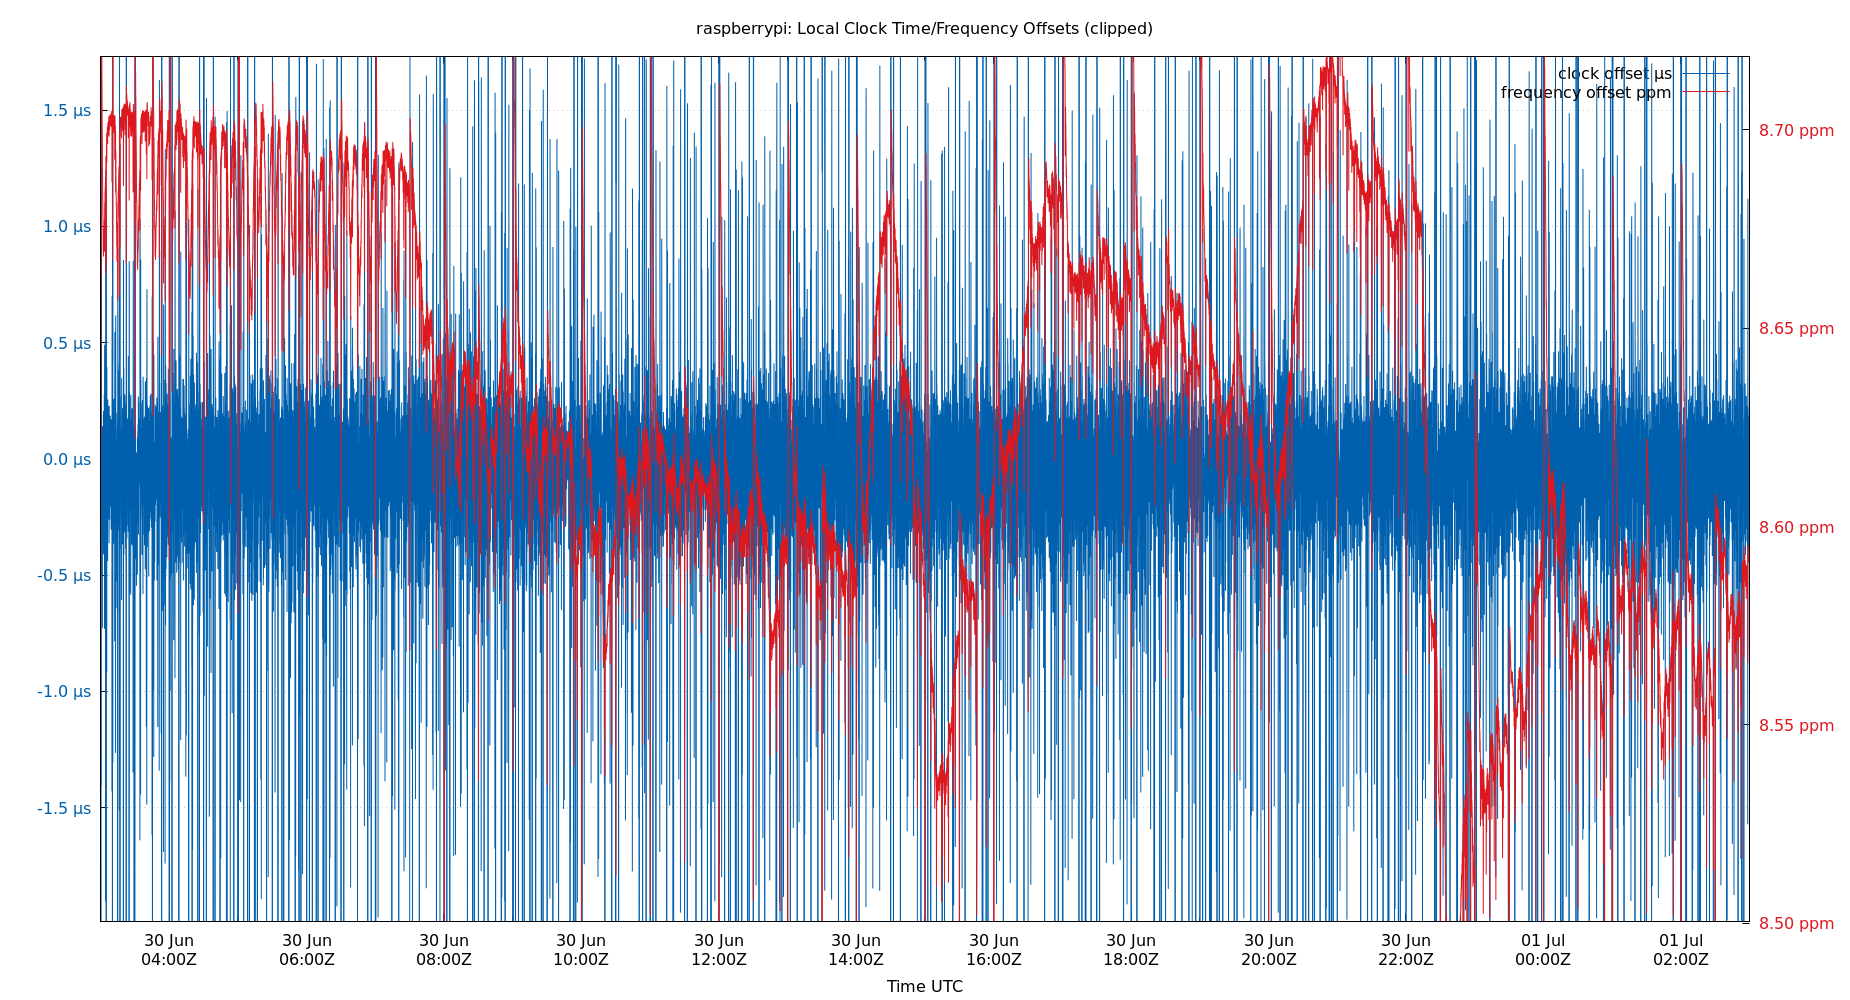 raspberrypi: Local Clock Time/Frequency Offsets (clipped)
clock offset µs
frequency offset ppm
1.5 µs
1.0 µs
0.5 µs
0.0 µs
-0.5 µs
-1.0 µs
-1.5 µs
8.70 ppm
8.65 ppm
8.60 ppm
8.55 ppm
8.50 ppm
30 Jun
04:00Z
30 Jun
06:00Z
30 Jun
08:00Z
30 Jun
10:00Z
30 Jun
12:00Z
30 Jun
14:00Z
30 Jun
16:00Z
30 Jun
18:00Z
30 Jun
20:00Z
30 Jun
22:00Z
01 Jul
00:00Z
01 Jul
02:00Z
Time UTC